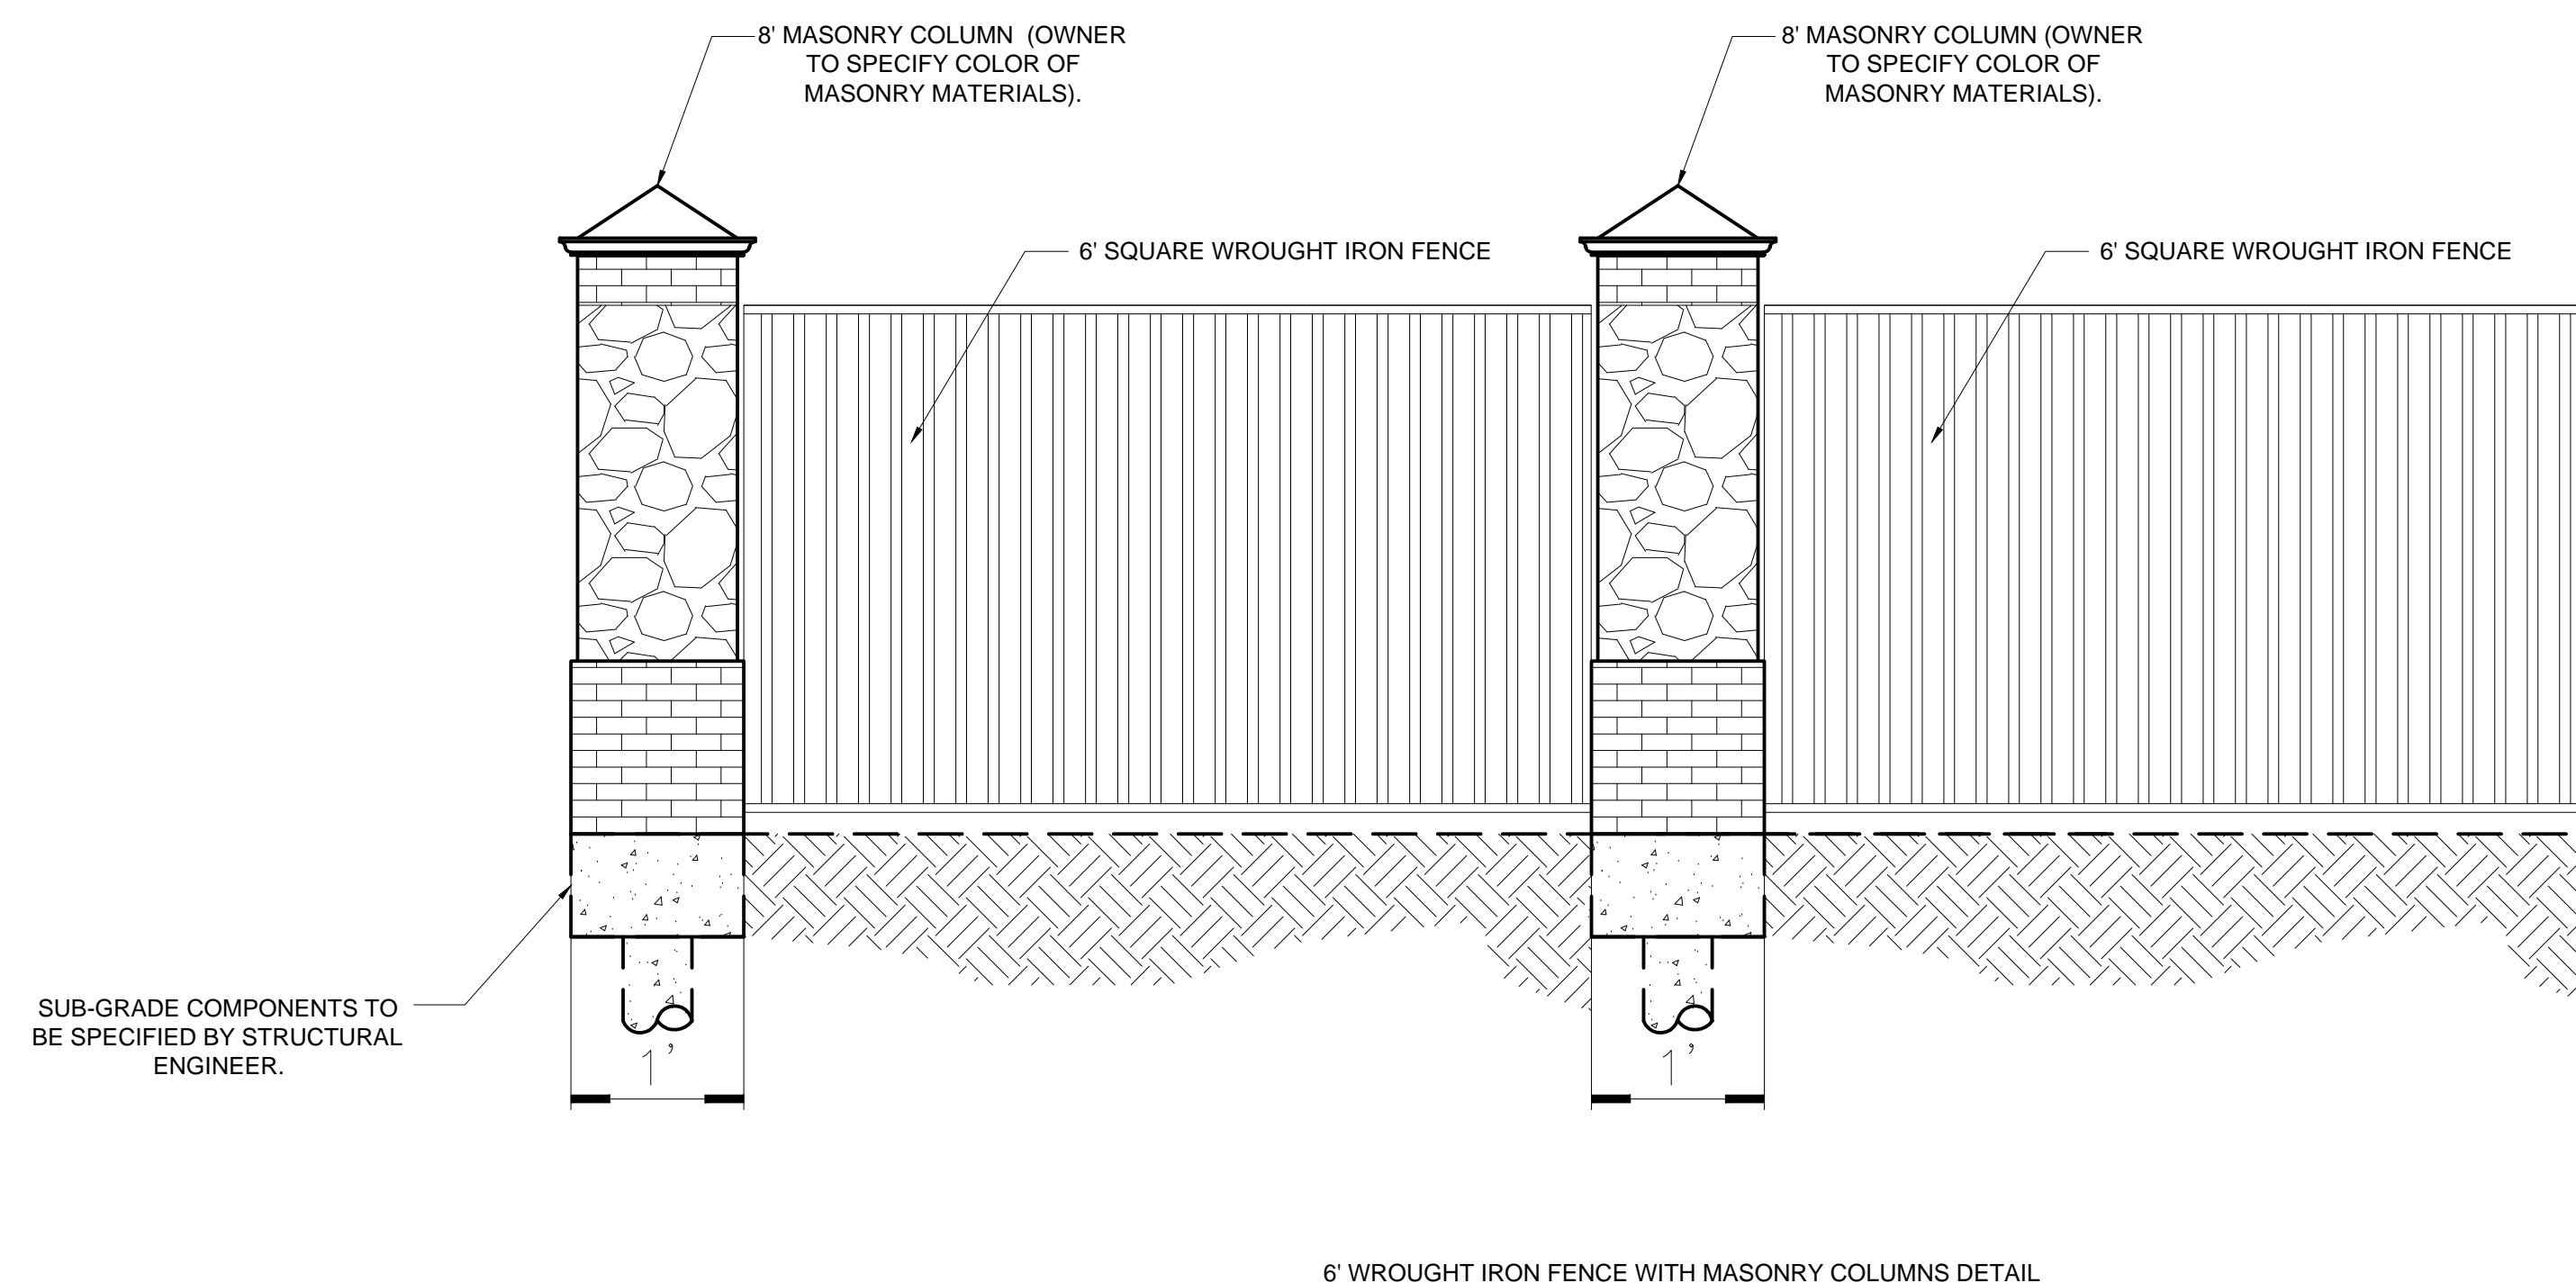 8' MASONRY COLUMN  (OWNER
TO SPECIFY COLOR OF
MASONRY MATERIALS).
8' MASONRY COLUMN (OWNER
TO SPECIFY COLOR OF
MASONRY MATERIALS).
6' SQUARE WROUGHT IRON FENCE
6' SQUARE WROUGHT IRON FENCE
SUB-GRADE COMPONENTS TO
BE SPECIFIED BY STRUCTURAL
ENGINEER.
1'
1'
6' WROUGHT IRON FENCE WITH MASONRY COLUMNS DETAIL